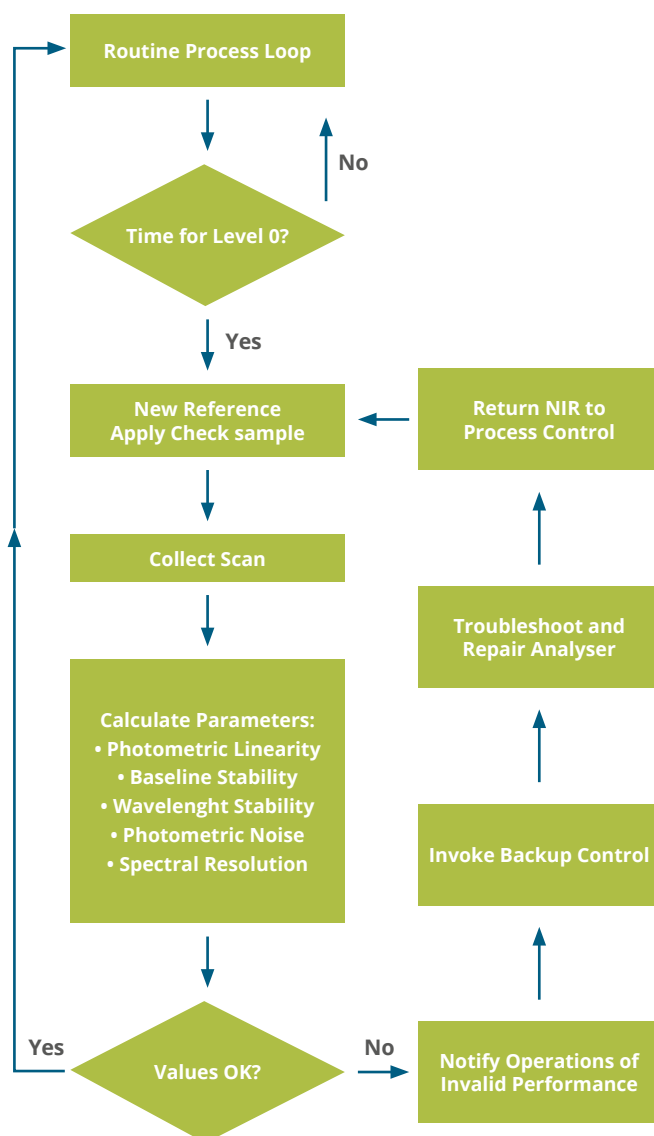 Routine Process Loop
No
Time for Level 0?
Yes
New Reference
Apply Check sample
Return NIR to
Process Control
Collect Scan
Troubleshoot and
Repair Analyser
Calculate Parameters:
• Photometric Linearity
• Baseline Stability
• Wavelenght Stability
• Photometric Noise
• Spectral Resolution
Invoke Backup Control
Yes
Values OK?
No
Notify Operations of
Invalid Performance